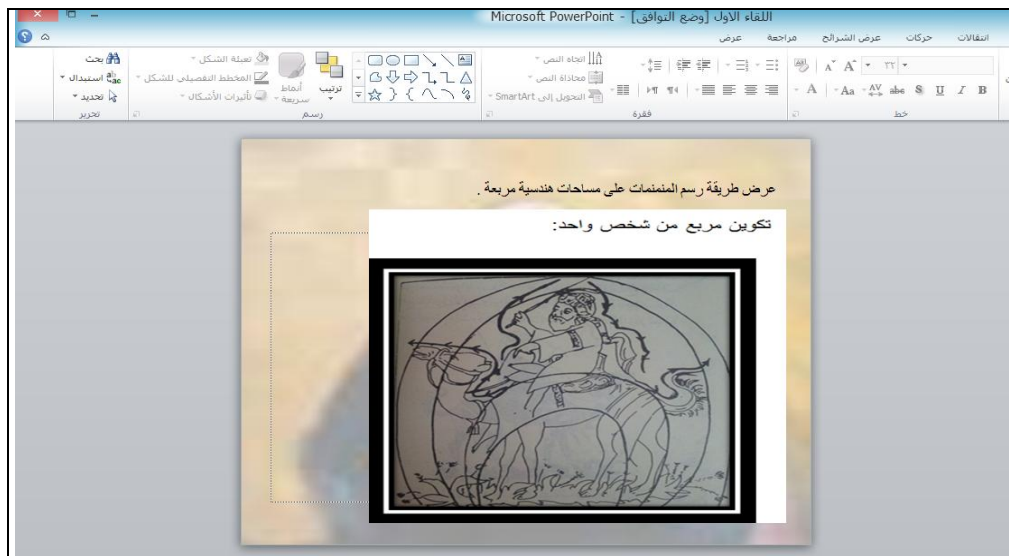 اللقاء الاول [وضع التوافق] - Microsoft PowerPoint
انتقالات حركات عرض الشرائح مراجعة عرض
اتجاه النص تعبئة الشكل بحث
محاذاة النص المخطط التفصيلي للشكل استبدال
التحويل إلى SmartArt ترتيب أنماط سريعة تأثيرات الأشكال تحديد
خط فقرة رسم تحرير
عرض طريقة رسم المنمنمات على مساحات هندسية مربعة .
تكوين مربع من شخص واحد: